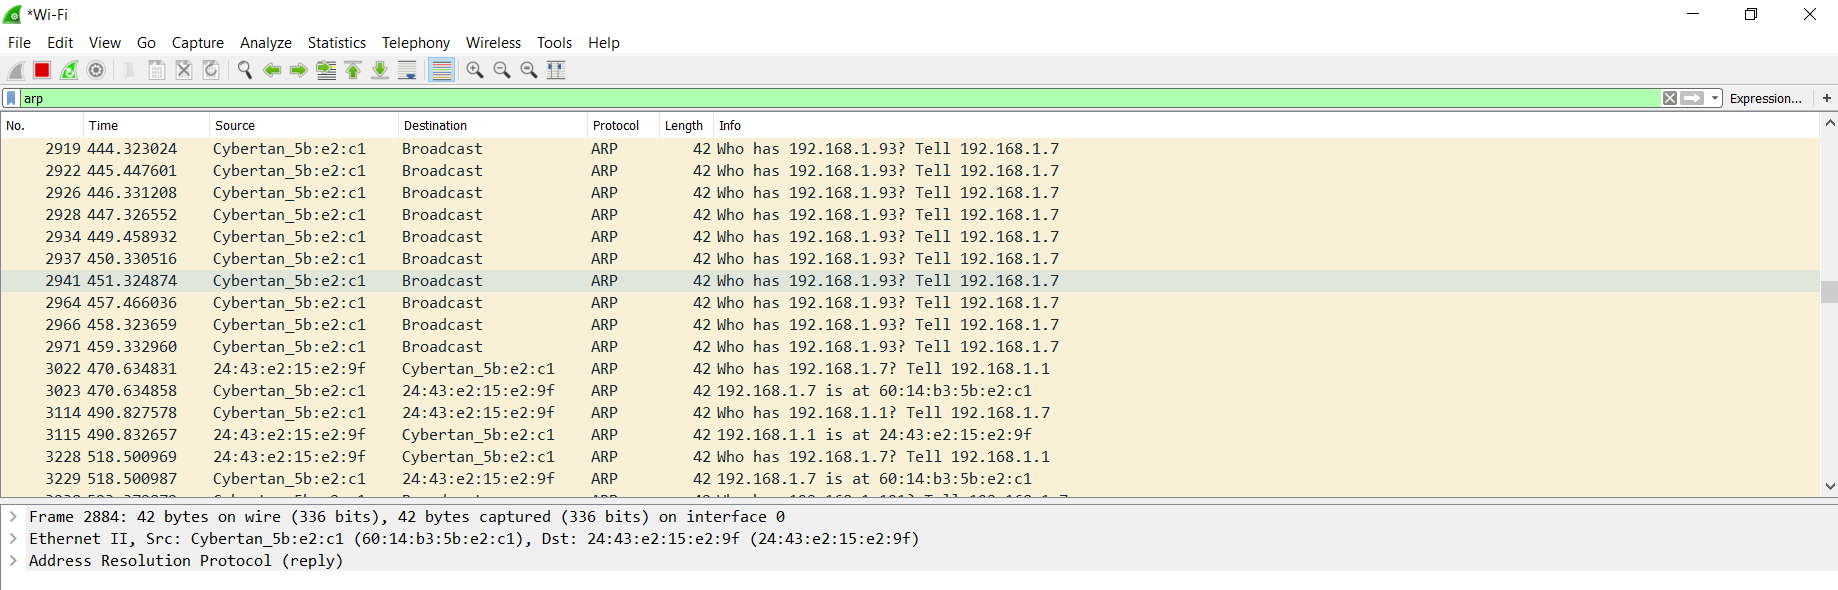 *Wi-Fi
File Edit View Go Capture Analyze Statistics Telephony Wireless Tools Help
arp Expression... +
No. Time Source Destination Protocol Length Info
2919 444.323024 Cybertan_5b:e2:c1 Broadcast ARP 42 Who has 192.168.1.93? Tell 192.168.1.7
2922 445.447601 Cybertan_5b:e2:c1 Broadcast ARP 42 Who has 192.168.1.93? Tell 192.168.1.7
2926 446.331208 Cybertan_5b:e2:c1 Broadcast ARP 42 Who has 192.168.1.93? Tell 192.168.1.7
2928 447.326552 Cybertan_5b:e2:c1 Broadcast ARP 42 Who has 192.168.1.93? Tell 192.168.1.7
2934 449.458932 Cybertan_5b:e2:c1 Broadcast ARP 42 Who has 192.168.1.93? Tell 192.168.1.7
2937 450.330516 Cybertan_5b:e2:c1 Broadcast ARP 42 Who has 192.168.1.93? Tell 192.168.1.7
2941 451.324874 Cybertan_5b:e2:c1 Broadcast ARP 42 Who has 192.168.1.93? Tell 192.168.1.7
2964 457.466036 Cybertan_5b:e2:c1 Broadcast ARP 42 Who has 192.168.1.93? Tell 192.168.1.7
2966 458.323659 Cybertan_5b:e2:c1 Broadcast ARP 42 Who has 192.168.1.93? Tell 192.168.1.7
2971 459.332960 Cybertan_5b:e2:c1 Broadcast ARP 42 Who has 192.168.1.93? Tell 192.168.1.7
3022 470.634831 24:43:e2:15:e2:9f Cybertan_5b:e2:c1 ARP 42 Who has 192.168.1.7? Tell 192.168.1.1
3023 470.634858 Cybertan_5b:e2:c1 24:43:e2:15:e2:9f ARP 42 192.168.1.7 is at 60:14:b3:5b:e2:c1
3114 490.827578 Cybertan_5b:e2:c1 24:43:e2:15:e2:9f ARP 42 Who has 192.168.1.1? Tell 192.168.1.7
3115 490.832657 24:43:e2:15:e2:9f Cybertan_5b:e2:c1 ARP 42 192.168.1.1 is at 24:43:e2:15:e2:9f
3228 518.500969 24:43:e2:15:e2:9f Cybertan_5b:e2:c1 ARP 42 Who has 192.168.1.7? Tell 192.168.1.1
3229 518.500987 Cybertan_5b:e2:c1 24:43:e2:15:e2:9f ARP 42 192.168.1.7 is at 60:14:b3:5b:e2:c1
Frame 2884: 42 bytes on wire (336 bits), 42 bytes captured (336 bits) on interface 0
Ethernet II, Src: Cybertan_5b:e2:c1 (60:14:b3:5b:e2:c1), Dst: 24:43:e2:15:e2:9f (24:43:e2:15:e2:9f)
Address Resolution Protocol (reply)